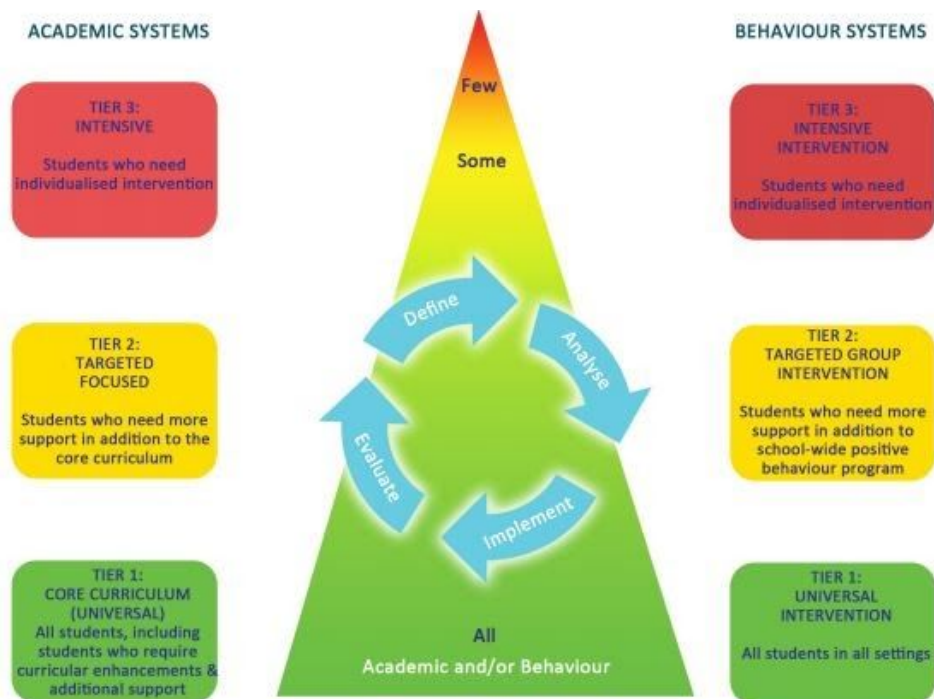 ACADEMIC SYSTEMS
TIER 3:
INTENSIVE
Students who need
individualised intervention
TIER 2:
TARGETED
FOCUSED
Students who need more
support in addition to the
core curriculum
TIER 1:
CORE CURRICULUM
(UNIVERSAL)
All students, including
students who require
curricular enhancements &
additional support
Few
Some
Define
Analyse
Implement
Evaluate
All
Academic and/or Behaviour
BEHAVIOUR SYSTEMS
TIER 3:
INTENSIVE
INTERVENTION
Students who need
individualised intervention
TIER 2:
TARGETED GROUP
INTERVENTION
Students who need more
support in addition to
school-wide positive
behaviour program
TIER 1:
UNIVERSAL
INTERVENTION
All students in all settings